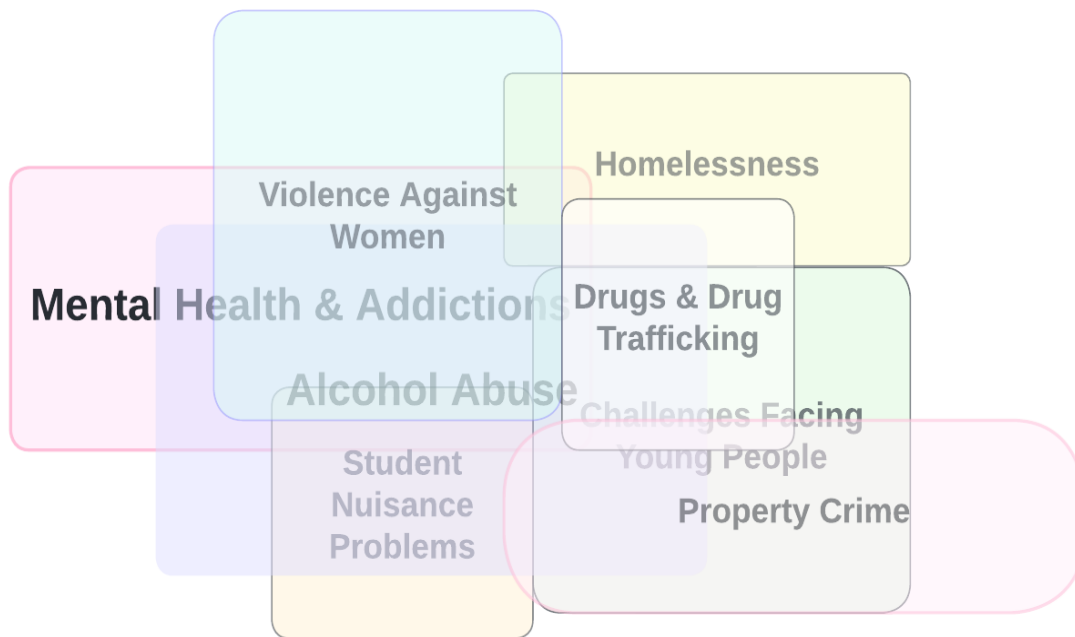 Homelessness
Violence Against
Women
Mental Health & Addictions
Drugs & Drug
Trafficking
Alcohol Abuse
Challenges Facing
Young People
Student
Nuisance
Problems
Property Crime